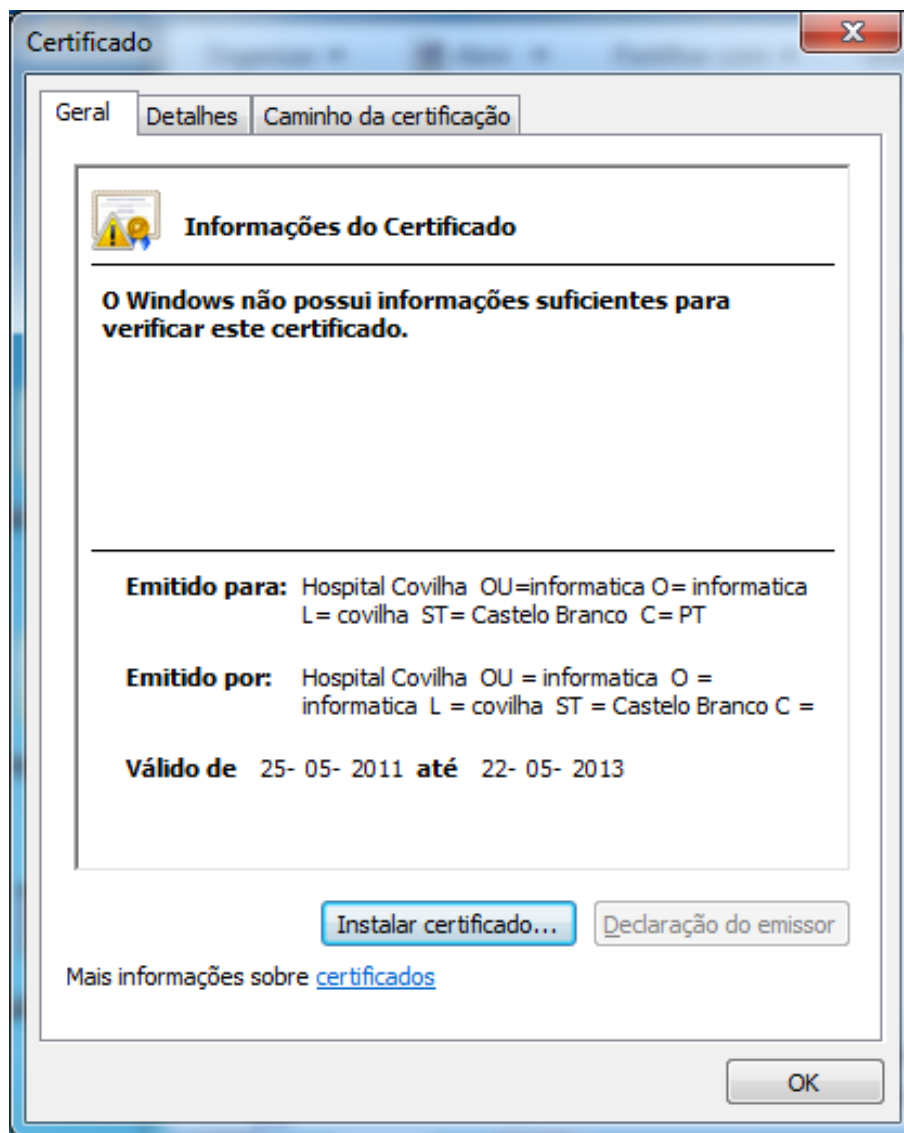 Certificado
Geral
Detalhes
Caminho da certificação
Informações do Certificado
O Windows não possui informações suficientes para
verificar este certificado.
Emitido para: Hospital Covilha OU=informatica O= informatica
L= covilha ST= Castelo Branco C= PT
Emitido por: Hospital Covilha OU = informatica O =
informatica L = covilha ST = Castelo Branco C =
Válido de 25- 05- 2011 até 22- 05- 2013
Instalar certificado...
Declaração do emissor
Mais informações sobre certificados
OK